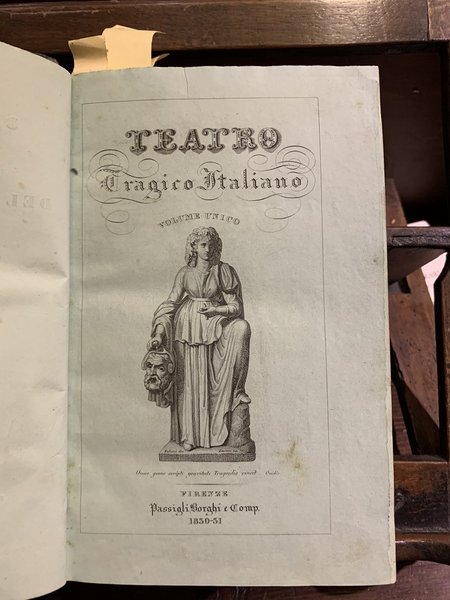 TEATRO
Tragico Italiano
VOLUME UNICO
Omne genus scripti gravitate Tragoedia vincit Ovidio
FIRENZE
Passigli Borghi e Comp.
1830-31